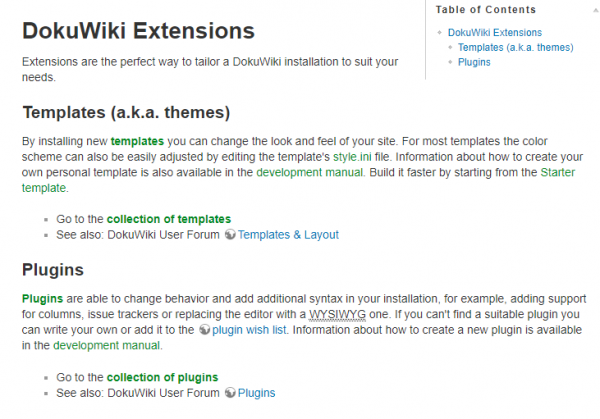 DokuWiki Extensions
Extensions are the perfect way to tailor a DokuWiki installation to suit your
needs.
Table of Contents
DokuWiki Extensions
Templates (a.k.a. themes)
Plugins
Templates (a.k.a. themes)
By installing new templates you can change the look and feel of your site. For most templates the color
scheme can also be easily adjusted by editing the template's style.ini file. Information about how to create your
own personal template is also available in the development manual. Build it faster by starting from the Starter
template.
Go to the collection of templates
See also: DokuWiki User Forum Templates & Layout
Plugins
Plugins are able to change behavior and add additional syntax in your installation, for example, adding support
for columns, issue trackers or replacing the editor with a WYSIWYG one. If you can't find a suitable plugin you
can write your own or add it to the plugin wish list. Information about how to create a new plugin is available
in the development manual.
Go to the collection of plugins
See also: DokuWiki User Forum Plugins